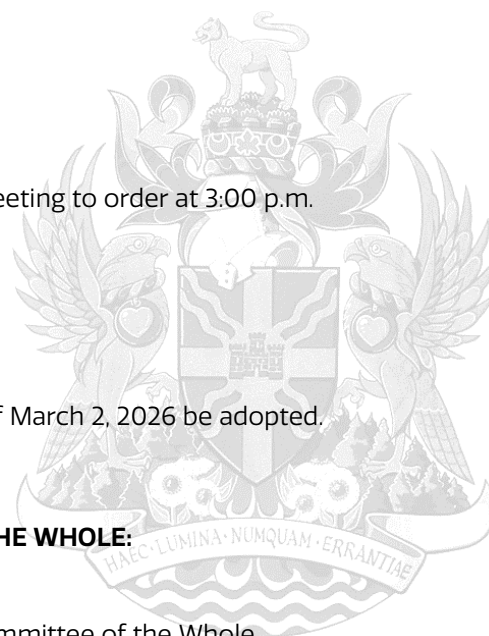 eeting to order at 3:00 p.m.
f March 2, 2026 be adopted.
HE WHOLE:
HAEC · LUMINA · NUMQUAM · ERRANTIAE
mmittee of the Whole